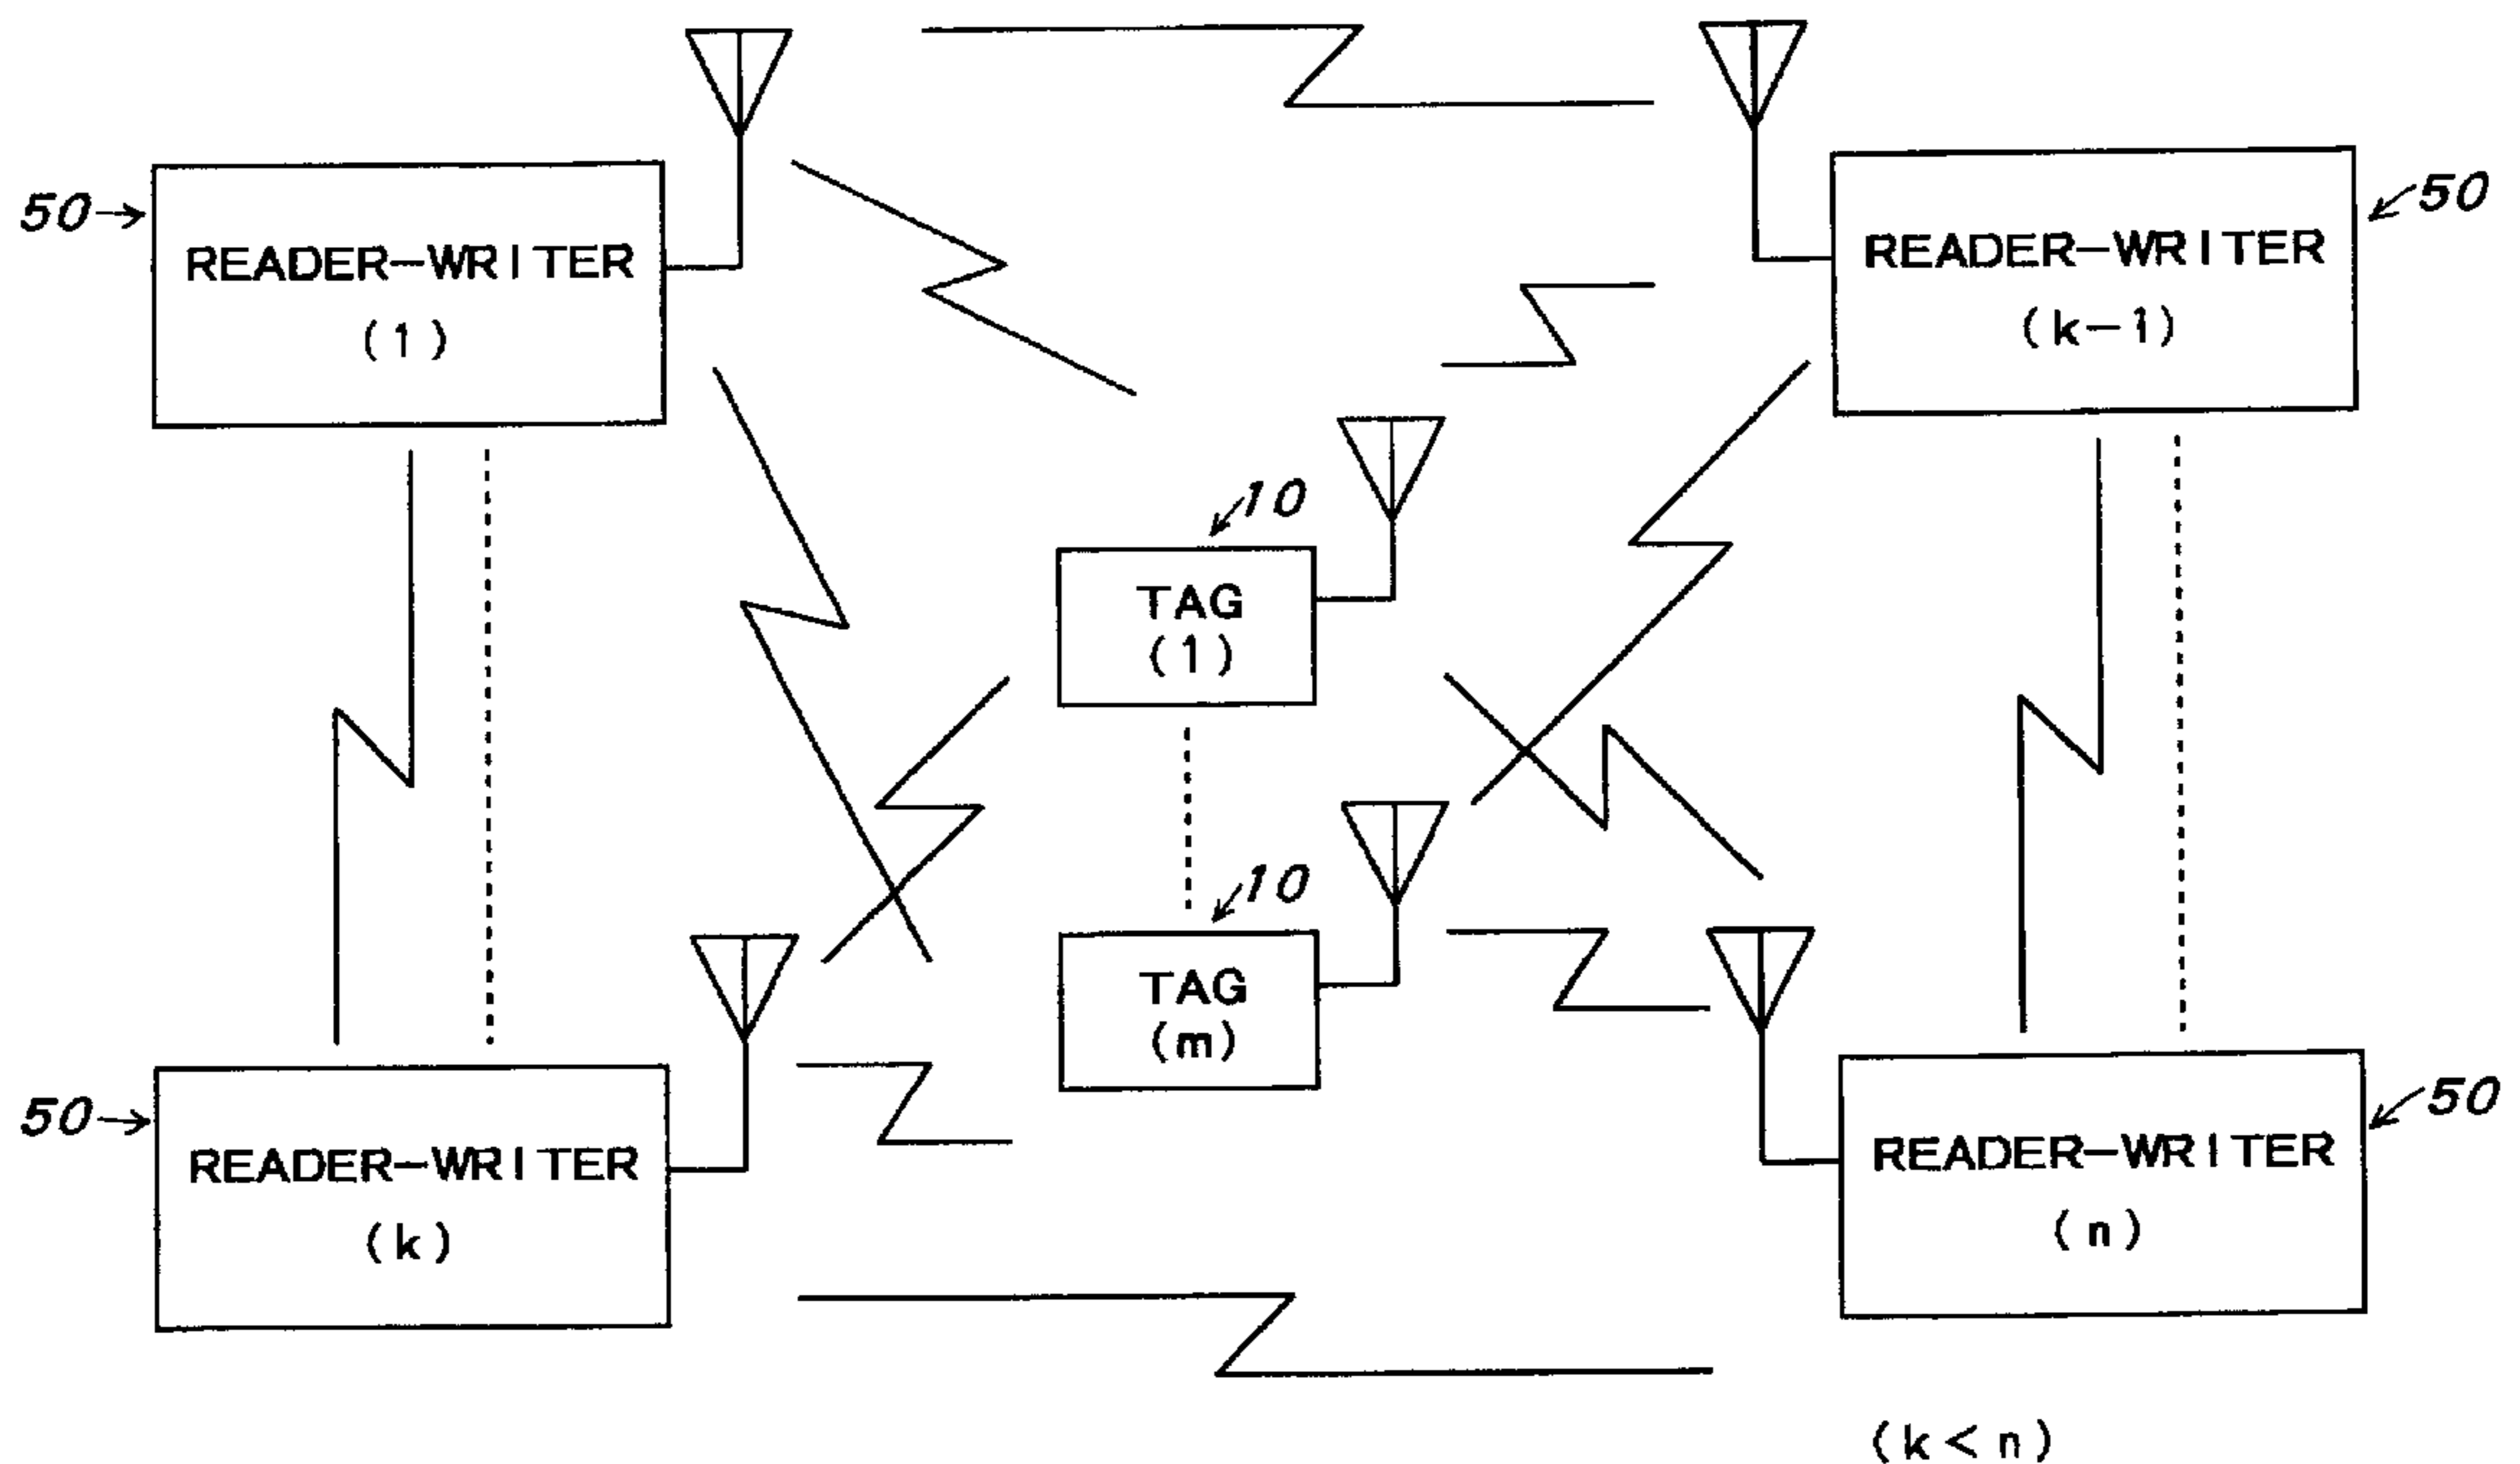 50
READER-WRITER
(1)
50
READER-WRITER
(k-1)
10
TAG
(1)
10
TAG
(m)
50
READER-WRITER
(k)
50
READER-WRITER
(n)
(k<n)